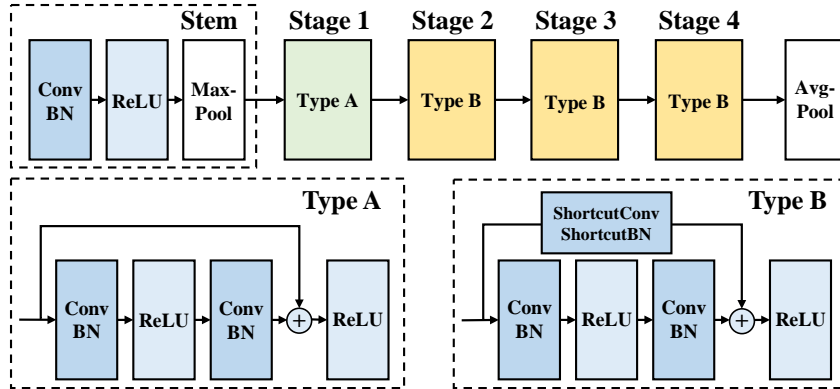 Stem
Stage 1
Stage 2
Stage 3
Stage 4
Conv
BN
ReLU
Max-
Pool
Type A
Type B
Type B
Type B
Avg-
Pool
Type A
Conv
BN
ReLU
Conv
BN
+
ReLU
Type B
ShortcutConv
ShortcutBN
Conv
BN
ReLU
Conv
BN
+
ReLU